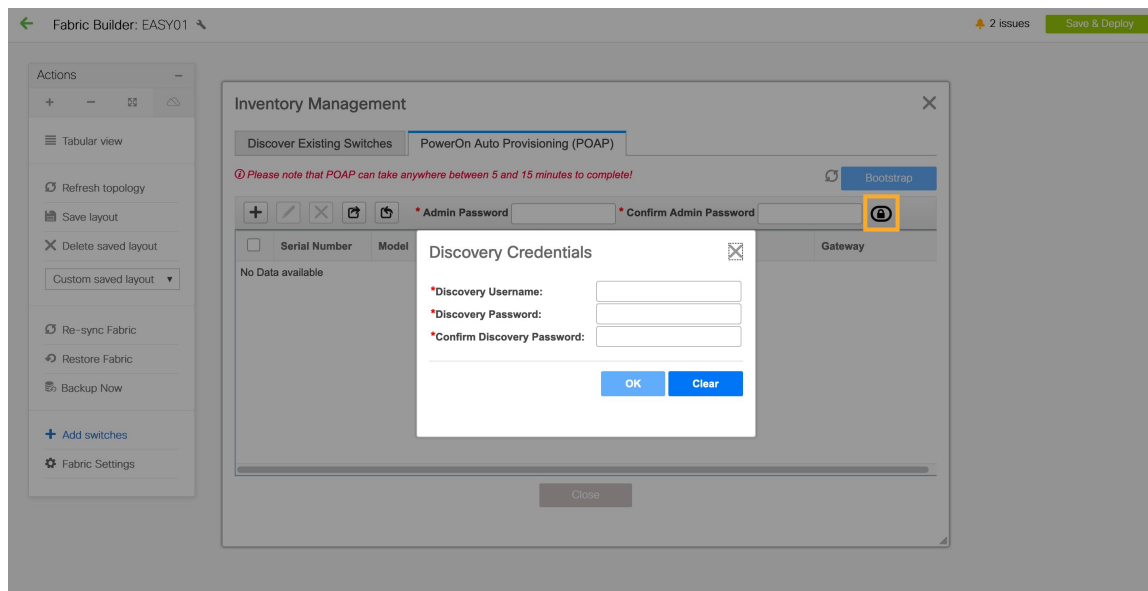 Fabric Builder: EASY01
2 issues
Save & Deploy
Actions
Tabular view
Refresh topology
Save layout
Delete saved layout
Custom saved layout
Re-sync Fabric
Restore Fabric
Backup Now
Add switches
Fabric Settings
Inventory Management
Discover Existing Switches PowerOn Auto Provisioning (POAP)
Please note that POAP can take anywhere between 5 and 15 minutes to complete!
Bootstrap
* Admin Password * Confirm Admin Password
Serial Number Model Gateway
No Data available
Discovery Credentials
*Discovery Username:
*Discovery Password:
*Confirm Discovery Password:
OK Clear
Close